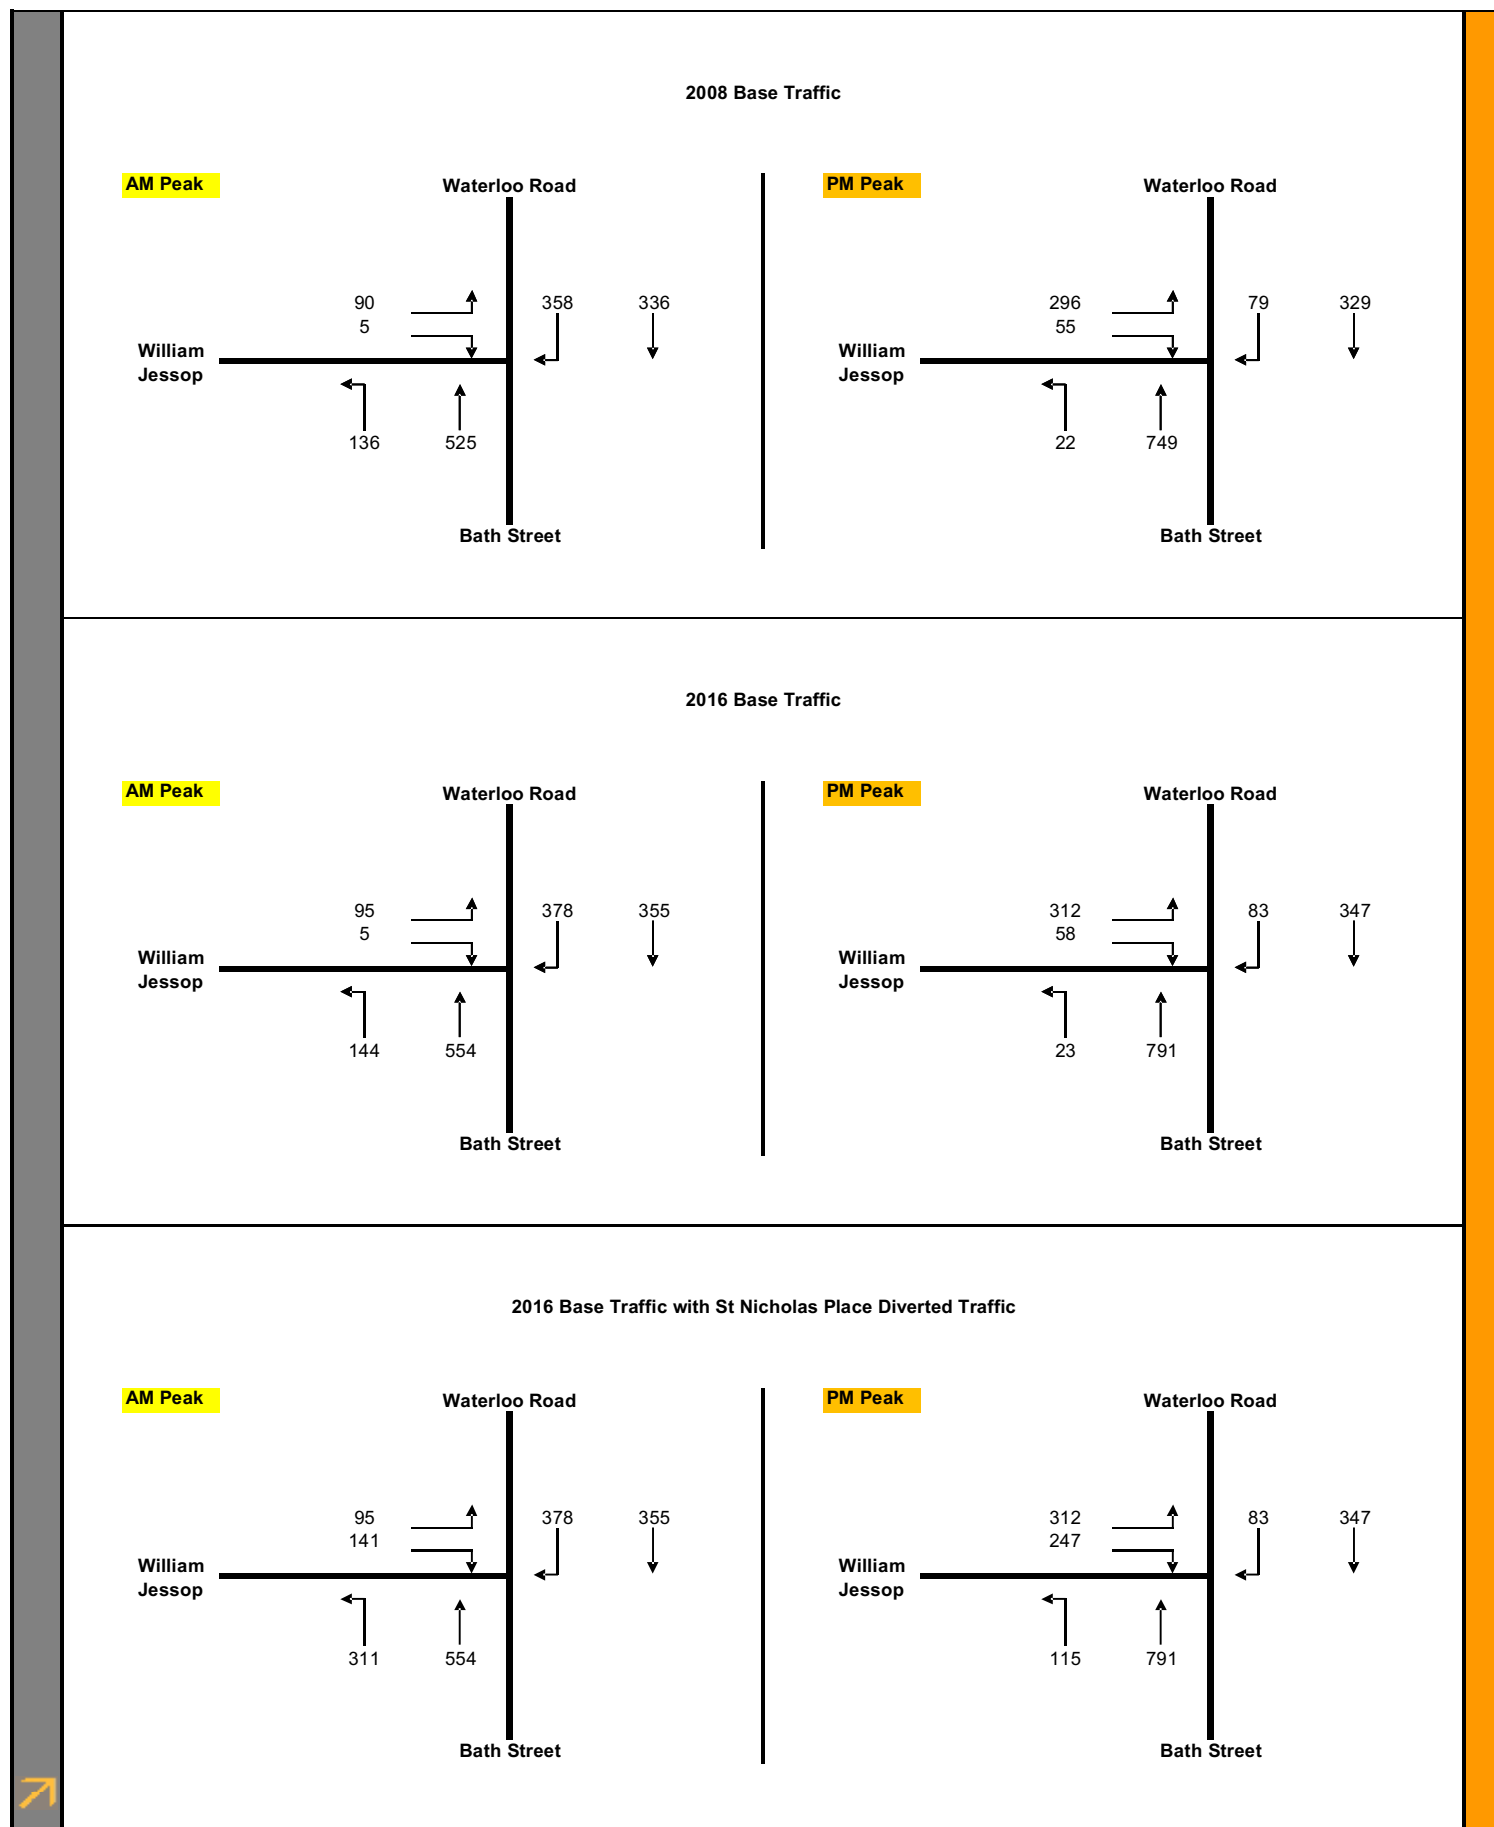 2008 Base Traffic
AM Peak
Waterloo Road
90
358
336
5
William
Jessop
136
525
Bath Street
PM Peak
Waterloo Road
296
79
329
55
William
Jessop
22
749
Bath Street
2016 Base Traffic
AM Peak
Waterloo Road
95
378
355
5
William
Jessop
144
554
Bath Street
PM Peak
Waterloo Road
312
83
347
58
William
Jessop
23
791
Bath Street
2016 Base Traffic with St Nicholas Place Diverted Traffic
AM Peak
Waterloo Road
95
378
355
141
William
Jessop
311
554
Bath Street
PM Peak
Waterloo Road
312
83
347
247
William
Jessop
115
791
Bath Street